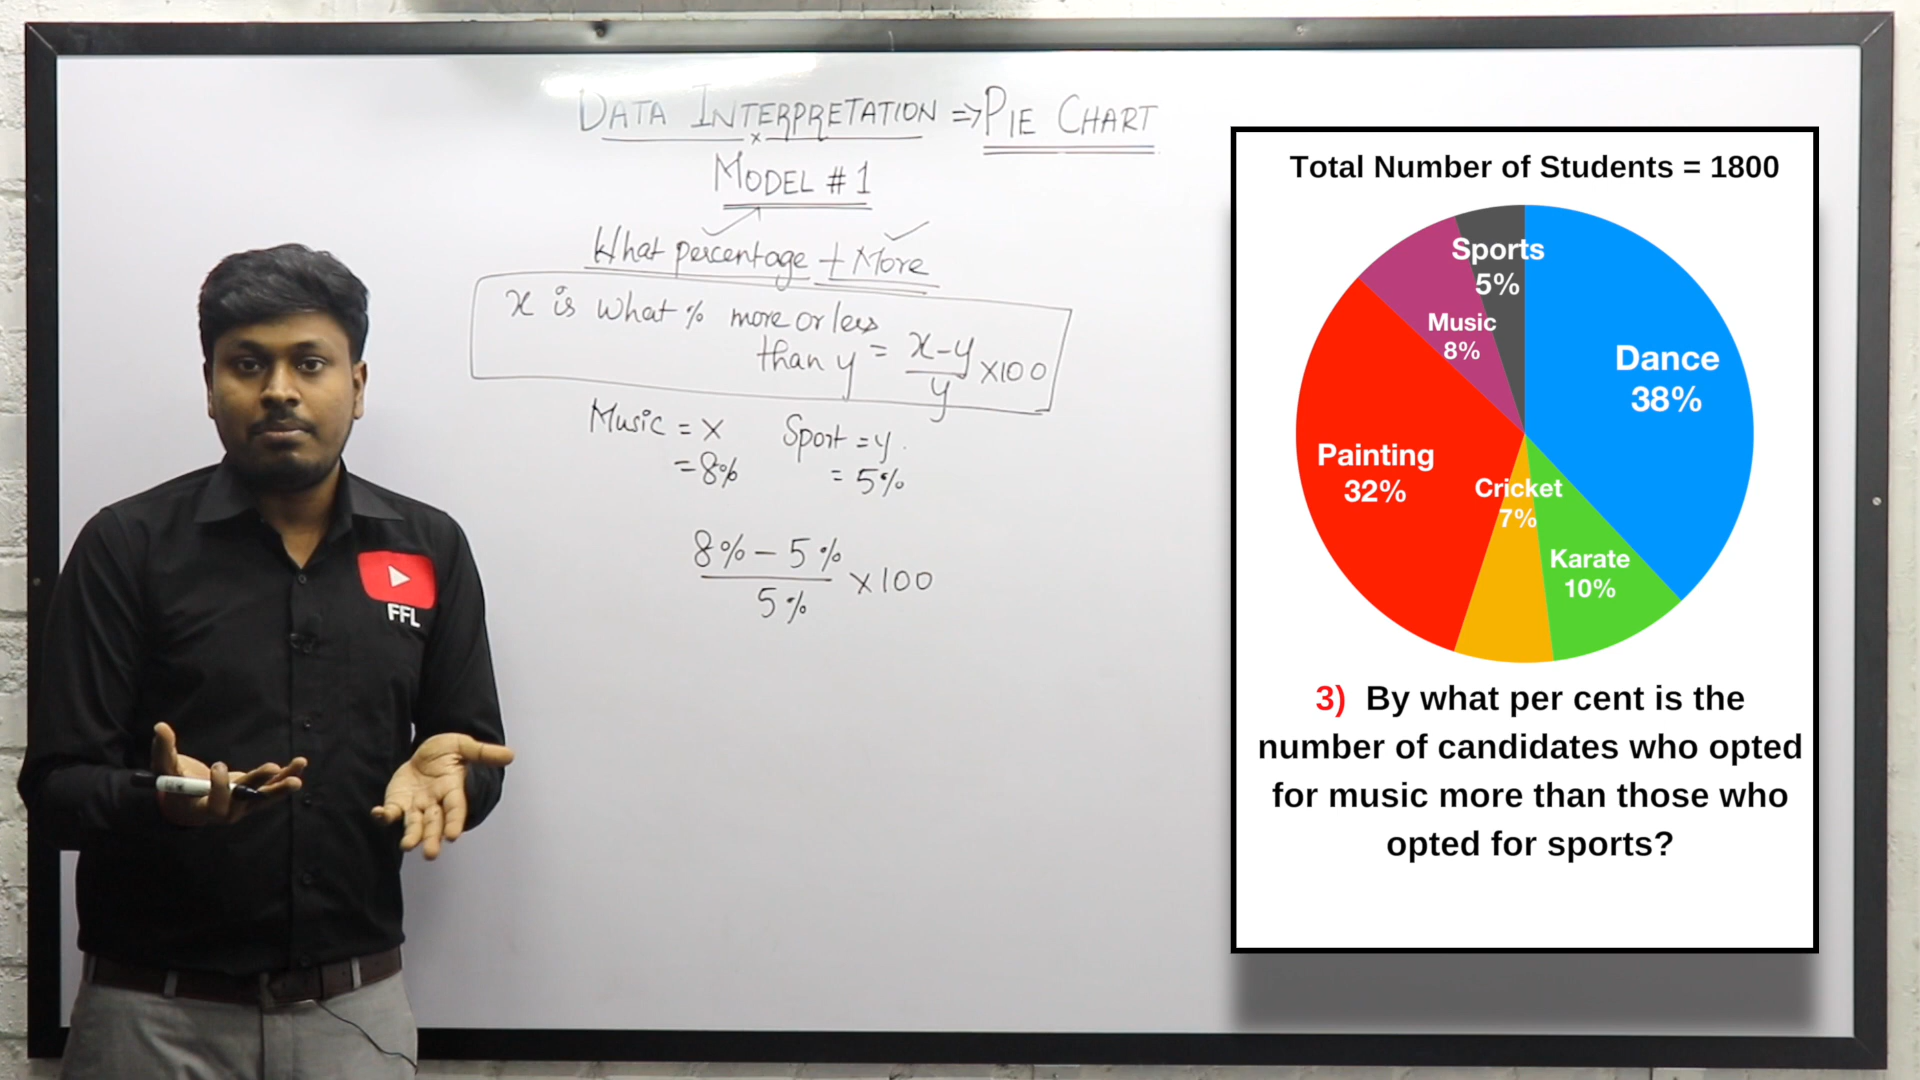 DATA INTERPRETATION => PIE CHART
MODEL # 1
What percentage + More
x is what % more or less
than y = x-y/y ×100
Music = x
= 8%
Sport = y.
= 5%
8% - 5%
5%
×100
FFL
Total Number of Students = 1800
Sports
5%
Music
8%
Dance
38%
Painting
32%
Cricket
7%
Karate
10%
3) By what per cent is the
number of candidates who opted
for music more than those who
opted for sports?